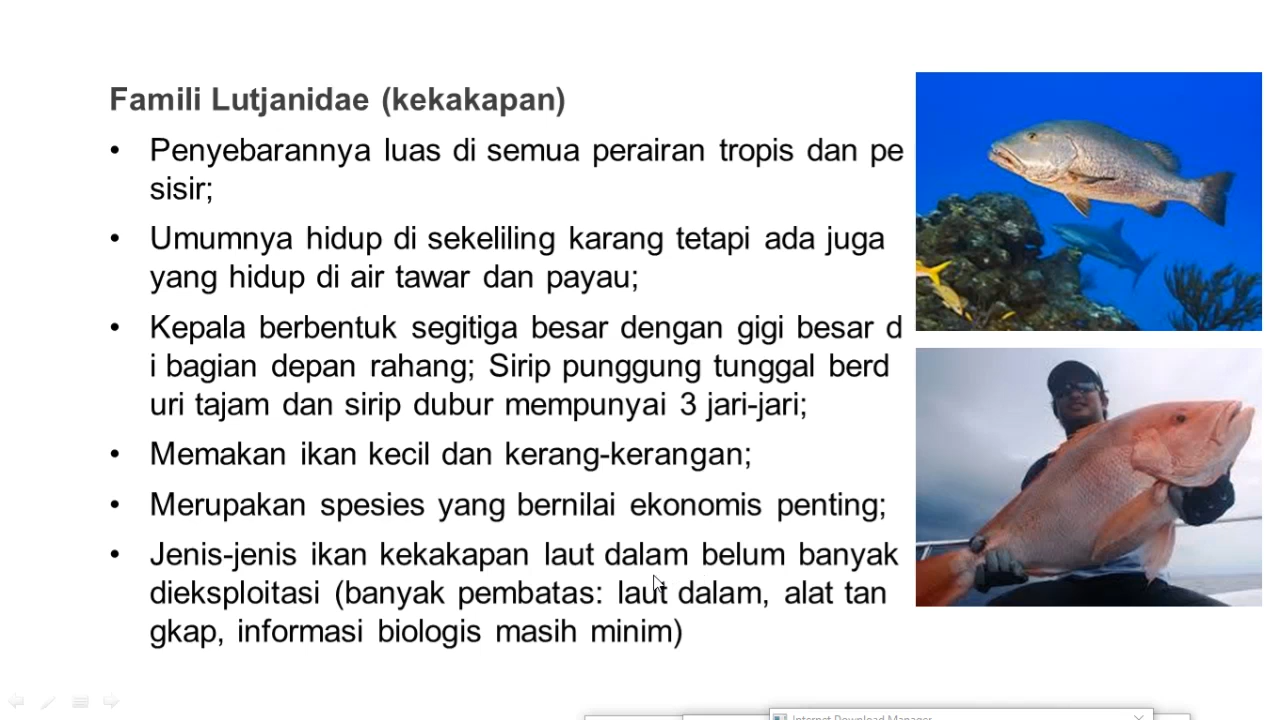 Famili Lutjanidae (kekakapan)
• Penyebarannya luas di semua perairan tropis dan pe
sisir;
• Umumnya hidup di sekeliling karang tetapi ada juga
yang hidup di air tawar dan payau;
• Kepala berbentuk segitiga besar dengan gigi besar d
i bagian depan rahang; Sirip punggung tunggal berd
uri tajam dan sirip dubur mempunyai 3 jari-jari;
• Memakan ikan kecil dan kerang-kerangan;
• Merupakan spesies yang bernilai ekonomis penting;
• Jenis-jenis ikan kekakapan laut dalam belum banyak
dieksploitasi (banyak pembatas: laut dalam, alat tan
gkap, informasi biologis masih minim)
Internet Download Manager